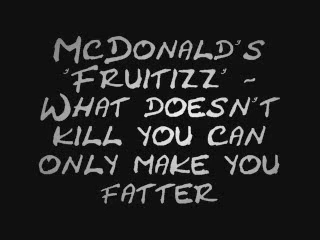 McDonald's
'Fruitizz' ~
What doesn't
kill you can
only make you
fatter